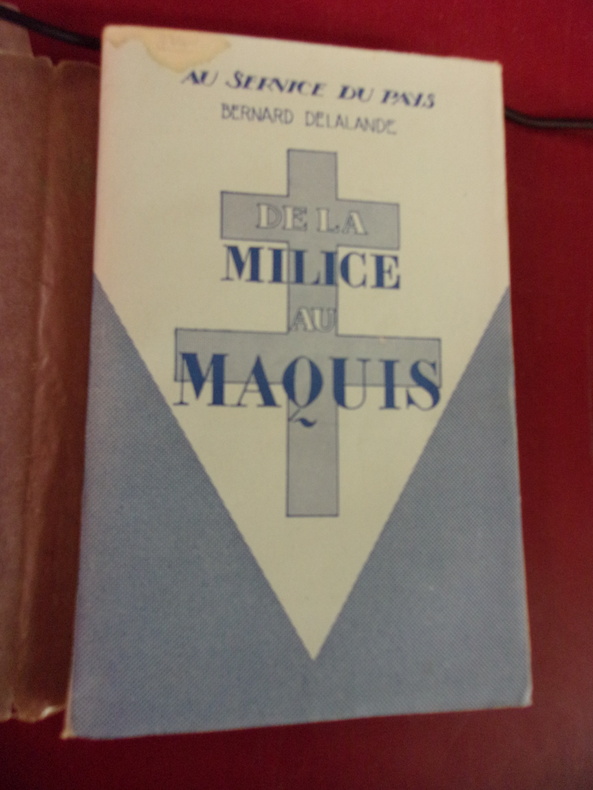 AU SERVICE DU PAYS
BERNARD DELALANDE
DE LA
MILICE
AU
MAQUIS